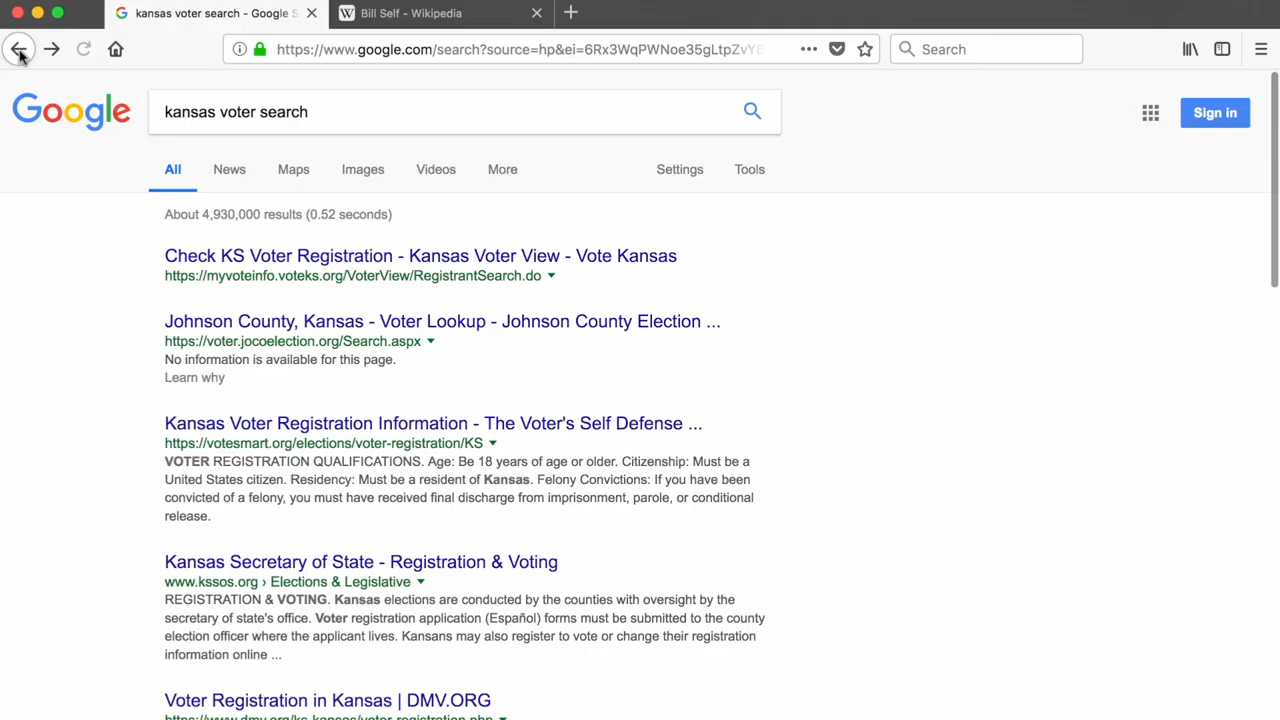 kansas voter search - Google S
Bill Self - Wikipedia
https://www.google.com/search?source=hp&ei=6Rx3WqPWNoe35gLtpZvYB
Search
Google
kansas voter search
Sign in
All
News
Maps
Images
Videos
More
Settings
Tools
About 4,930,000 results (0.52 seconds)
Check KS Voter Registration - Kansas Voter View - Vote Kansas
https://myvoteinfo.voteks.org/VoterView/RegistrantSearch.do
Johnson County, Kansas - Voter Lookup - Johnson County Election ...
https://voter.jocoelection.org/Search.aspx
No information is available for this page.
Learn why
Kansas Voter Registration Information - The Voter's Self Defense ...
https://votesmart.org/elections/voter-registration/KS
VOTER REGISTRATION QUALIFICATIONS. Age: Be 18 years of age or older. Citizenship: Must be a
United States citizen. Residency: Must be a resident of Kansas. Felony Convictions: If you have been
convicted of a felony, you must have received final discharge from imprisonment, parole, or conditional
release.
Kansas Secretary of State - Registration & Voting
www.kssos.org › Elections & Legislative
REGISTRATION & VOTING. Kansas elections are conducted by the counties with oversight by the
secretary of state's office. Voter registration application (Español) forms must be submitted to the county
election officer where the applicant lives. Kansans may also register to vote or change their registration
information online ...
Voter Registration in Kansas | DMV.ORG
https://www.dmv.org/ks-kansas/voter-registration.php